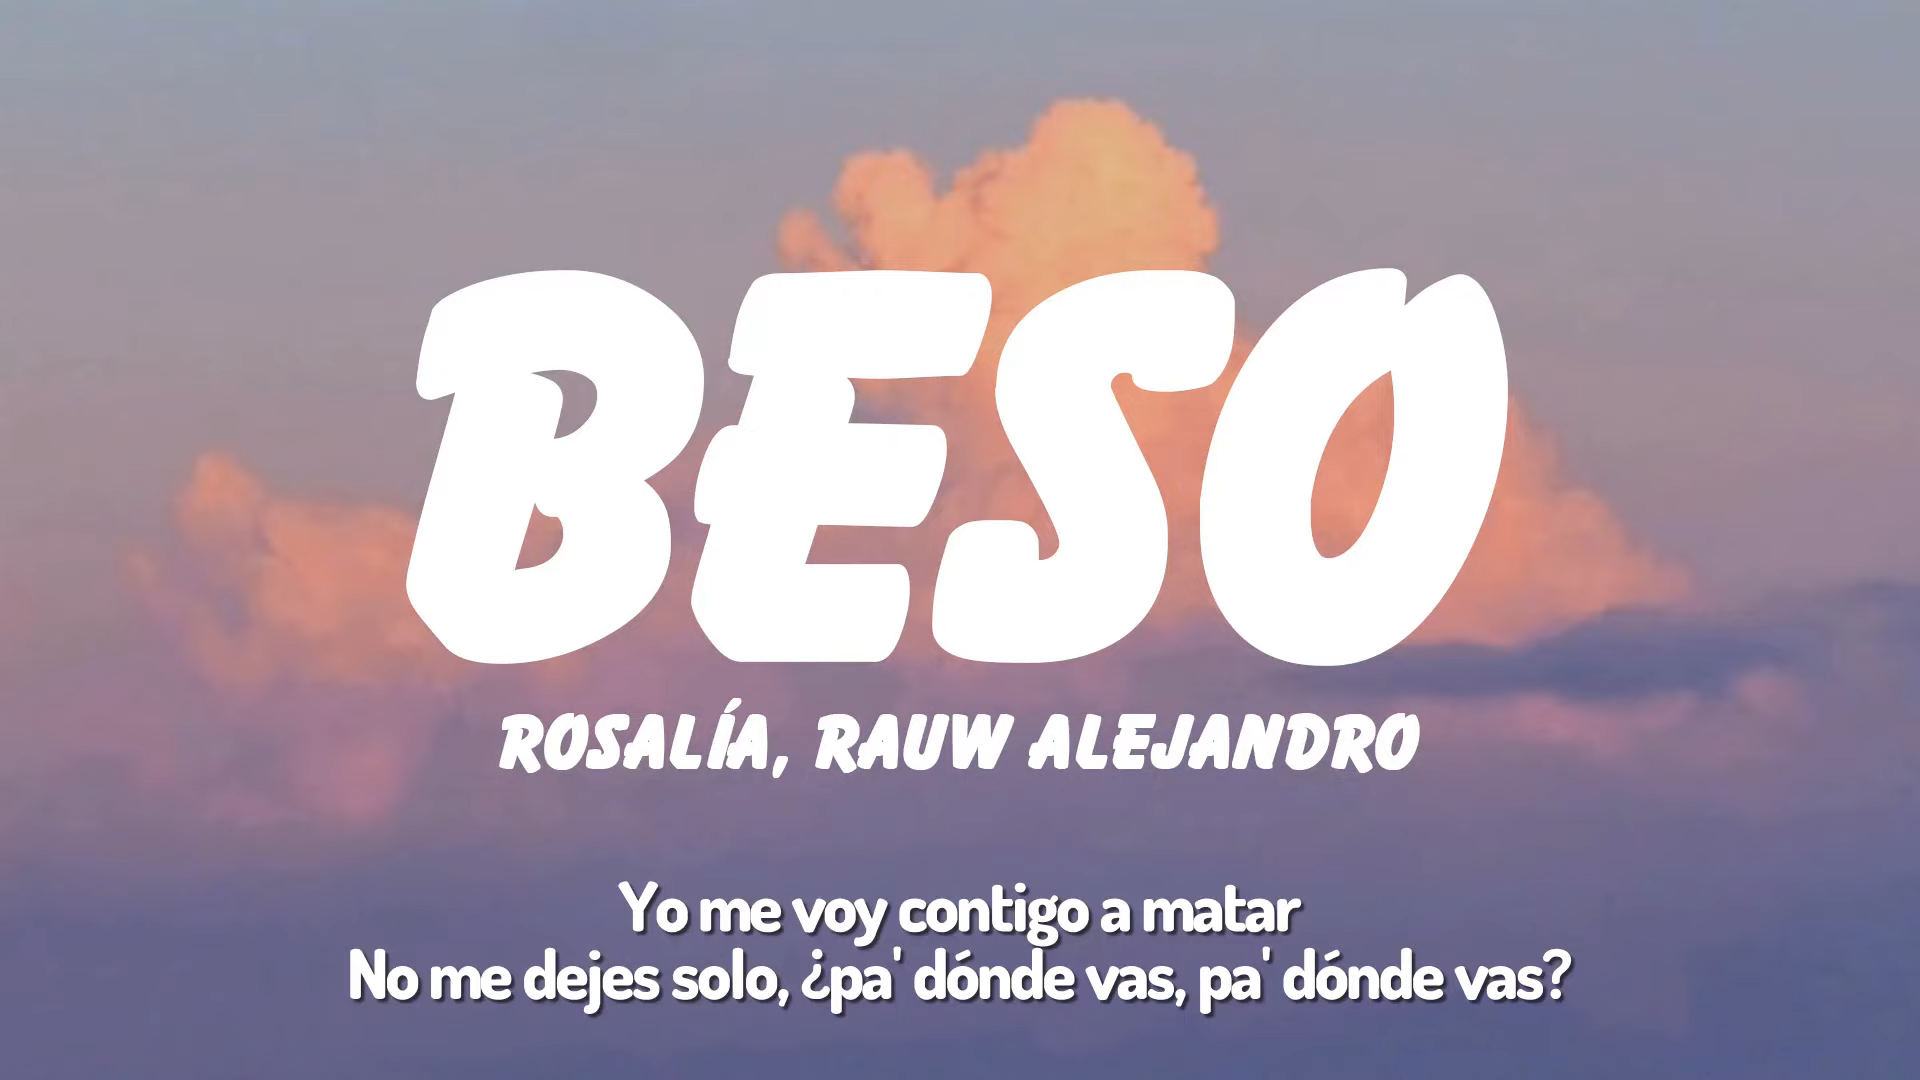 BESO
ROSALÍA, RAUW ALEJANDRO
Yo me voy contigo a matar
No me dejes solo, ¿pa' dónde vas, pa' dónde vas?